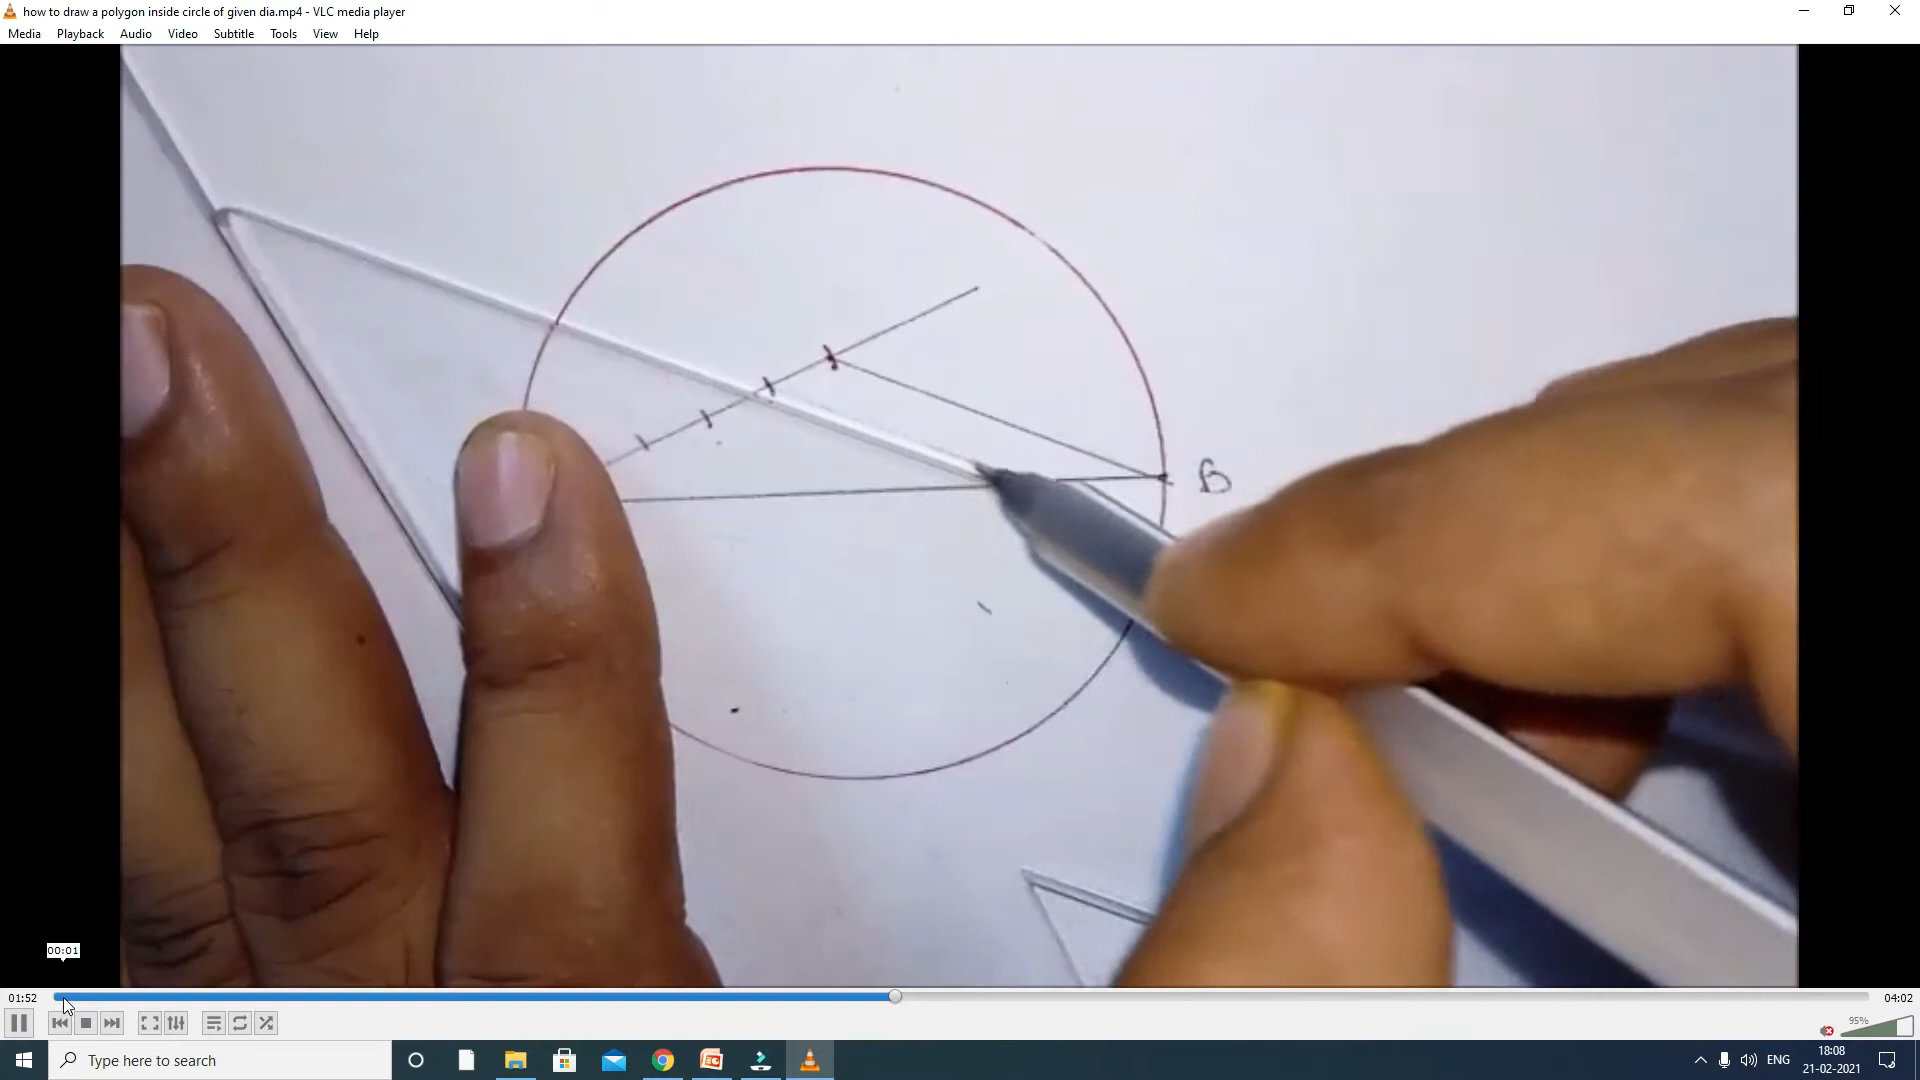 how to draw a polygon inside circle of given dia.mp4 - VLC media player
Media Playback Audio Video Subtitle Tools View Help
B
00:01
01:52
04:02
95%
Type here to search
ENG
18:08
21-02-2021